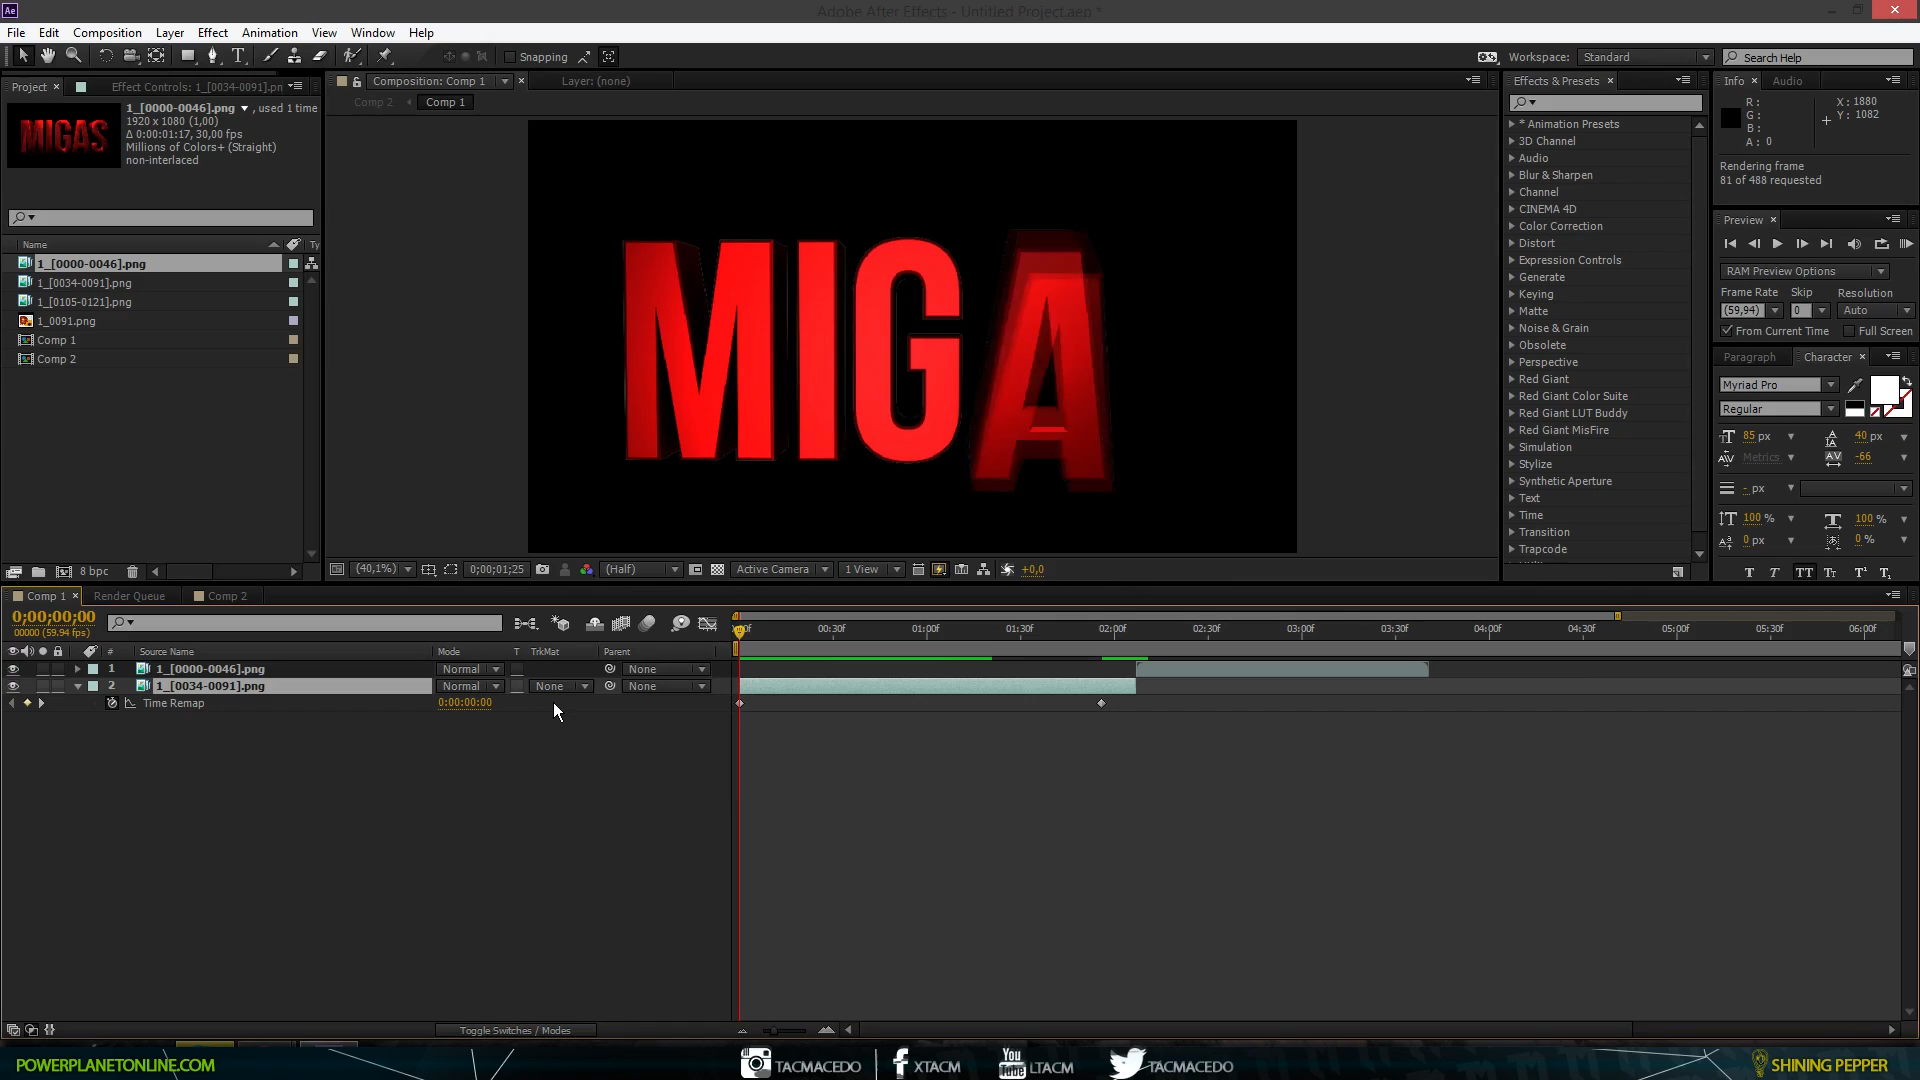 Ae
Adobe After Effects - Untitled Project.aep *
File Edit Composition Layer Effect Animation View Window Help
Snapping
Workspace: Standard
Search Help
Project × Effect Controls: 1_[0034-0091].pn
1_[0000-0046].png ▼, used 1 time
1920 x 1080 (1,00)
Δ 0:00:01:17, 30,00 fps
Millions of Colors+ (Straight)
non-interlaced
MIGAS
Name Ty
1_[0000-0046].png
1_[0034-0091].png
1_[0105-0121].png
1_0091.png
Comp 1
Comp 2
8 bpc
Composition: Comp 1 × Layer: (none)
Comp 2 Comp 1
MIGA
(40,1%) 0;00;01;25 (Half) Active Camera 1 View +0,0
Effects & Presets ×
* Animation Presets
3D Channel
Audio
Blur & Sharpen
Channel
CINEMA 4D
Color Correction
Distort
Expression Controls
Generate
Keying
Matte
Noise & Grain
Obsolete
Perspective
Red Giant
Red Giant Color Suite
Red Giant LUT Buddy
Red Giant MisFire
Simulation
Stylize
Synthetic Aperture
Text
Time
Transition
Trapcode
Info × Audio
R: X: 1880
G: Y: 1082
B:
A: 0
Rendering frame
81 of 488 requested
Preview ×
RAM Preview Options
Frame Rate Skip Resolution
(59,94) 0 Auto
From Current Time Full Screen
Paragraph Character ×
Myriad Pro
Regular
85 px 40 px
Metrics -66
- px
100 % 100 %
0 px 0 %
T T TT Tt T¹ T₁
Comp 1 × Render Queue Comp 2
0;00;00;00
00000 (59,94 fps)
00:30f 01:00f 01:30f 02:00f 02:30f 03:00f 03:30f 04:00f 04:30f 05:00f 05:30f 06:00f
# Source Name Mode T TrkMat Parent
1 1_[0000-0046].png Normal None
2 1_[0034-0091].png Normal None None
Time Remap 0:00:00:00
Toggle Switches / Modes
POWERPLANETONLINE.COM TACMACEDO XTACM You Tube LTACM TACMACEDO SHINING PEPPER